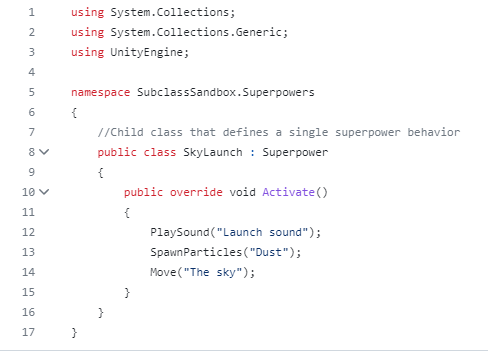 1 using System.Collections;
2 using System.Collections.Generic;
3 using UnityEngine;
4
5 namespace SubclassSandbox.Superpowers
6 {
7 //Child class that defines a single superpower behavior
8 public class SkyLaunch : Superpower
9 {
10 public override void Activate()
11 {
12 PlaySound("Launch sound");
13 SpawnParticles("Dust");
14 Move("The sky");
15 }
16 }
17 }